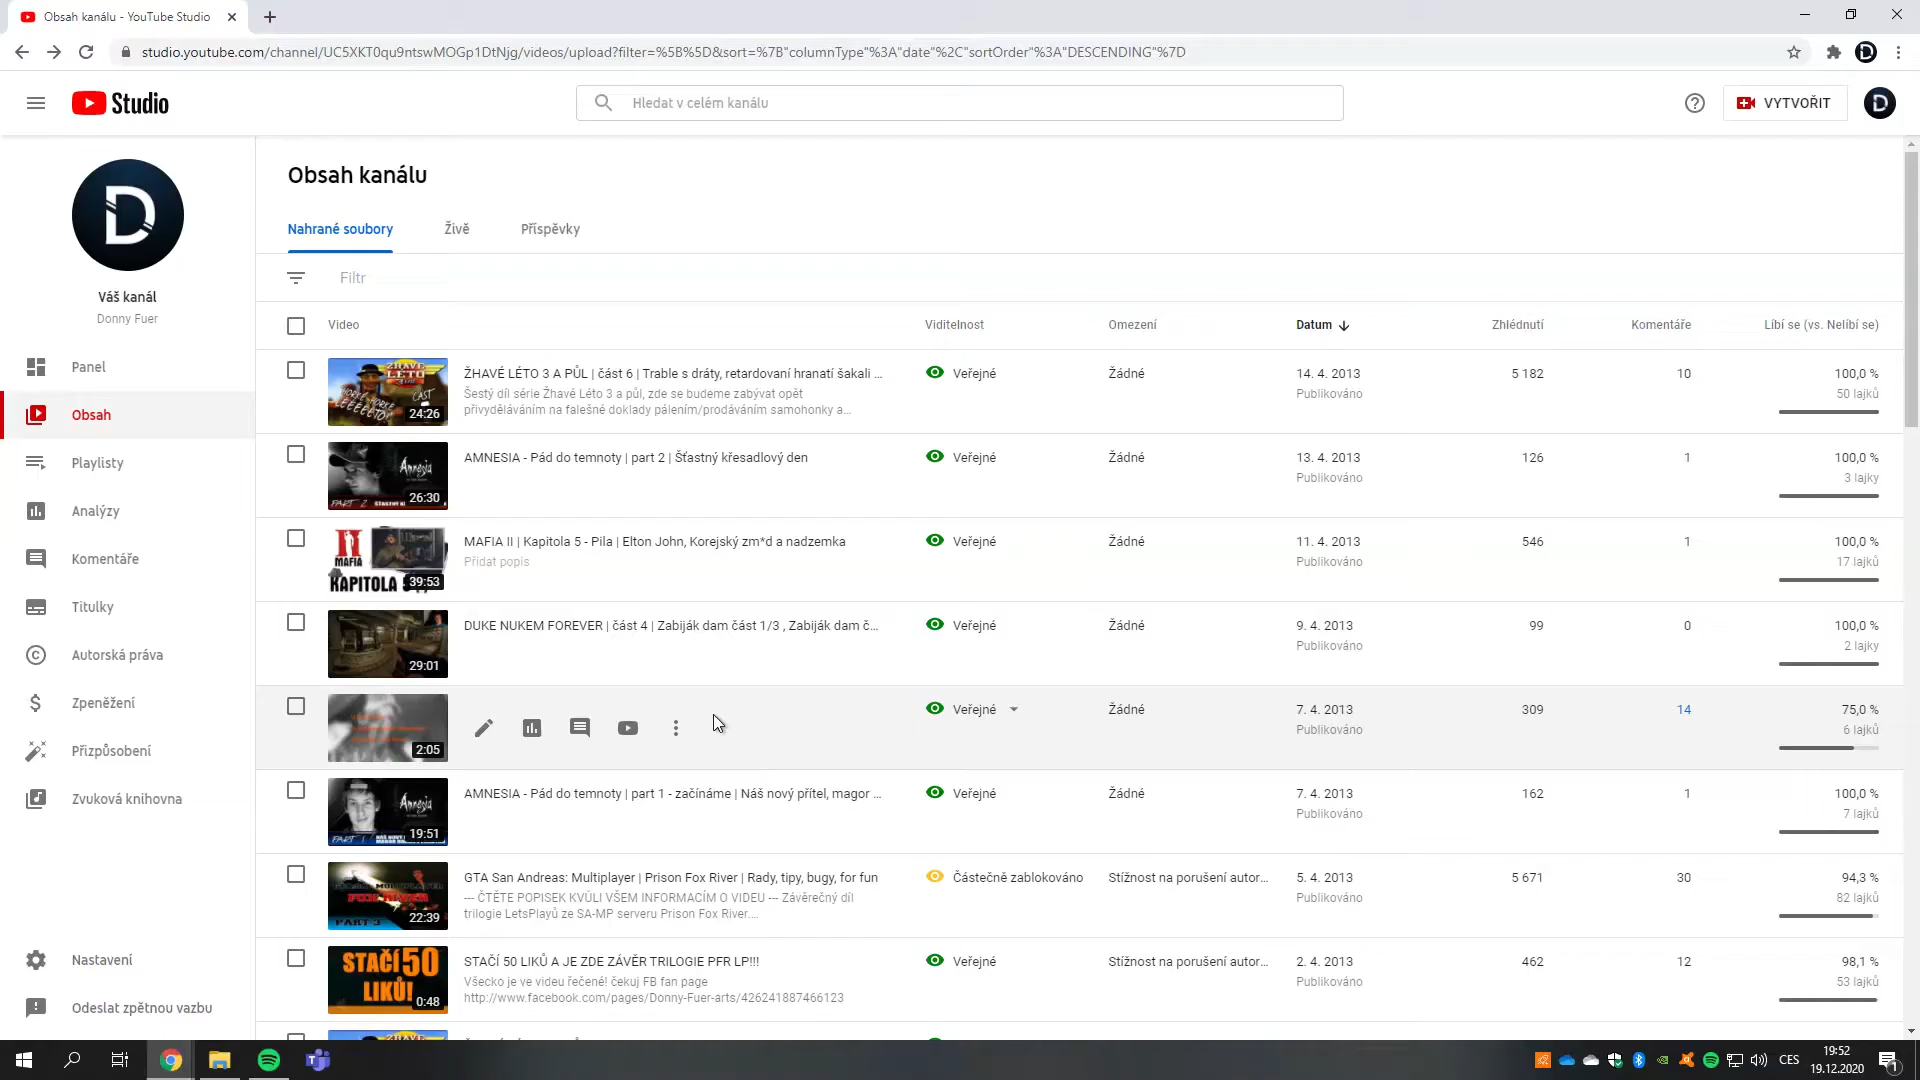 Obsah kanálu - YouTube Studio
studio.youtube.com/channel/UC5XKT0qu9ntswMOGp1DtNjg/videos/upload?filter=%5B%5D&sort=%7B"columnType"%3A"date"%2C"sortOrder"%3A"DESCENDING"%7D
Studio
Hledat v celém kanálu
VYTVOŘIT
Váš kanál
Donny Fuer
Panel
Obsah
Playlisty
Analýzy
Komentáře
Titulky
Autorská práva
Zpeněžení
Přizpůsobení
Zvuková knihovna
Nastavení
Odeslat zpětnou vazbu
Obsah kanálu
Nahrané soubory Živě Příspěvky
Filtr
Video Viditelnost Omezení Datum Zhlédnutí Komentáře Líbí se (vs. Nelíbí se)
ŽHAVÉ LÉTO 3 A PŮL | část 6 | Trable s dráty, retardovaní hranatí šakali ... Veřejné Žádné 14. 4. 2013 5 182 10 100,0 %
Šestý díl série Žhavé Léto 3 a půl, zde se budeme zabývat opět Publikováno 50 lajků
přivyděláváním na falešné doklady pálením/prodáváním samohonky a...
24:26
AMNESIA - Pád do temnoty | part 2 | Šťastný křesadlový den Veřejné Žádné 13. 4. 2013 126 1 100,0 %
Amnesia
Publikováno 3 lajky
26:30
PART 2
MAFIA II | Kapitola 5 - Pila | Elton John, Korejský zm*d a nadzemka Veřejné Žádné 11. 4. 2013 546 1 100,0 %
Přidat popis Publikováno 17 lajků
II
MAFIA
KAPITOLA
39:53
DUKE NUKEM FOREVER | část 4 | Zabiják dam část 1/3 , Zabiják dam č... Veřejné Žádné 9. 4. 2013 99 0 100,0 %
Publikováno 2 lajky
29:01
Veřejné Žádné 7. 4. 2013 309 14 75,0 %
Publikováno 6 lajků
2:05
AMNESIA - Pád do temnoty | part 1 - začínáme | Náš nový přítel, magor ... Veřejné Žádné 7. 4. 2013 162 1 100,0 %
Amnesia
Publikováno 7 lajků
19:51
PART 1
GTA San Andreas: Multiplayer | Prison Fox River | Rady, tipy, bugy, for fun Částečně zablokováno Stížnost na porušení autor... 5. 4. 2013 5 671 30 94,3 %
--- ČTĚTE POPISEK KVŮLI VŠEM INFORMACÍM O VIDEU --- Závěrečný díl Publikováno 82 lajků
trilogie LetsPlayů ze SA-MP serveru Prison Fox River....
FOX RIVER
PART 3
22:39
STAČÍ 50 LIKŮ A JE ZDE ZÁVĚR TRILOGIE PFR LP!!! Veřejné Stížnost na porušení autor... 2. 4. 2013 462 12 98,1 %
Všecko je ve videu řečené! čekuj FB fan page Publikováno 53 lajků
http://www.facebook.com/pages/Donny-Fuer-arts/426241887466123
STAČÍ 50
LIKŮ!
0:48
CES
19:52
19.12.2020
1